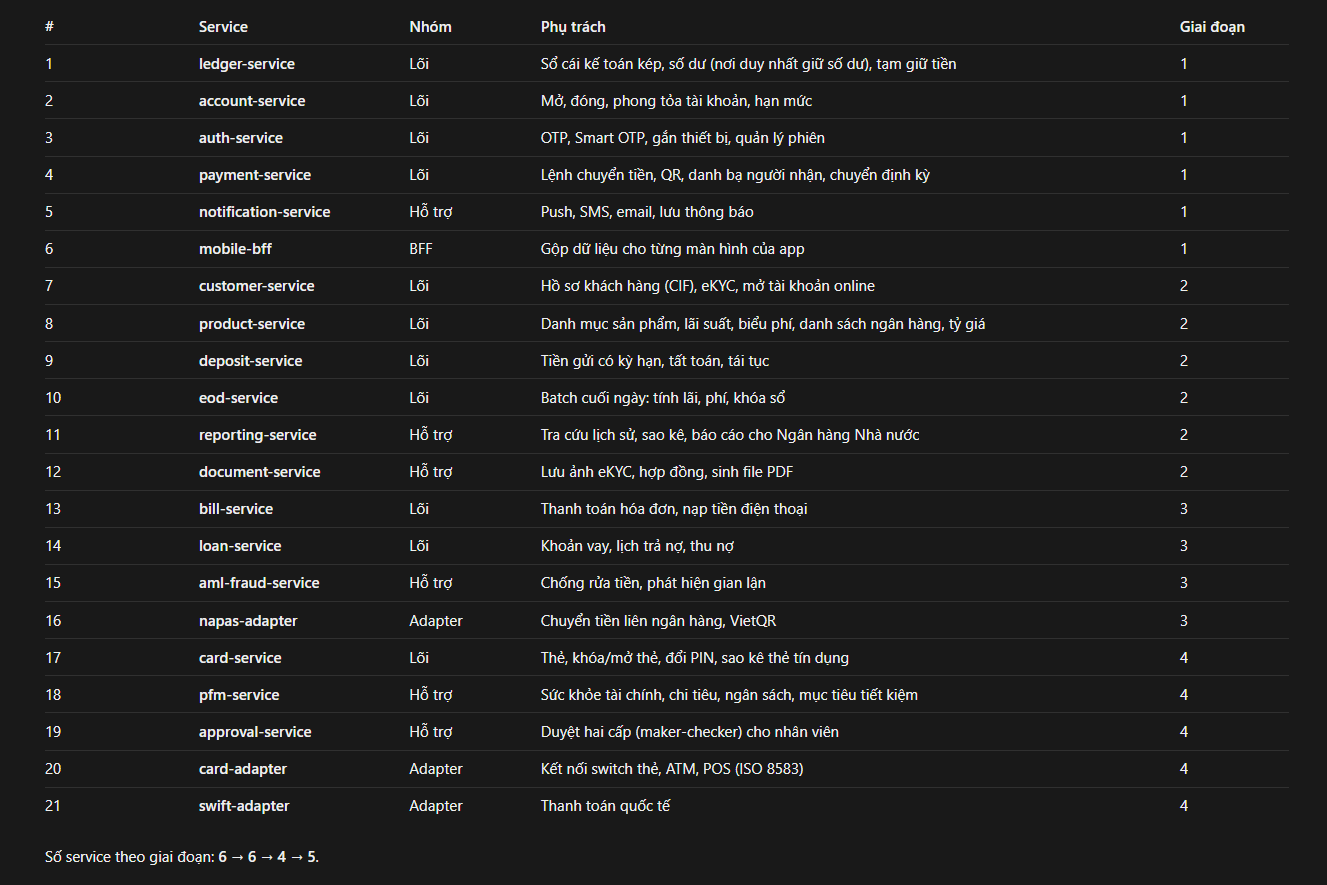 # Service Nhóm Phụ trách Giai đoạn
1 ledger-service Lõi Sổ cái kế toán kép, số dư (nơi duy nhất giữ số dư), tạm giữ tiền 1
2 account-service Lõi Mở, đóng, phong tỏa tài khoản, hạn mức 1
3 auth-service Lõi OTP, Smart OTP, gắn thiết bị, quản lý phiên 1
4 payment-service Lõi Lệnh chuyển tiền, QR, danh bạ người nhận, chuyển định kỳ 1
5 notification-service Hỗ trợ Push, SMS, email, lưu thông báo 1
6 mobile-bff BFF Gộp dữ liệu cho từng màn hình của app 1
7 customer-service Lõi Hồ sơ khách hàng (CIF), eKYC, mở tài khoản online 2
8 product-service Lõi Danh mục sản phẩm, lãi suất, biểu phí, danh sách ngân hàng, tỷ giá 2
9 deposit-service Lõi Tiền gửi có kỳ hạn, tất toán, tái tục 2
10 eod-service Lõi Batch cuối ngày: tính lãi, phí, khóa sổ 2
11 reporting-service Hỗ trợ Tra cứu lịch sử, sao kê, báo cáo cho Ngân hàng Nhà nước 2
12 document-service Hỗ trợ Lưu ảnh eKYC, hợp đồng, sinh file PDF 2
13 bill-service Lõi Thanh toán hóa đơn, nạp tiền điện thoại 3
14 loan-service Lõi Khoản vay, lịch trả nợ, thu nợ 3
15 aml-fraud-service Hỗ trợ Chống rửa tiền, phát hiện gian lận 3
16 napas-adapter Adapter Chuyển tiền liên ngân hàng, VietQR 3
17 card-service Lõi Thẻ, khóa/mở thẻ, đổi PIN, sao kê thẻ tín dụng 4
18 pfm-service Hỗ trợ Sức khỏe tài chính, chi tiêu, ngân sách, mục tiêu tiết kiệm 4
19 approval-service Hỗ trợ Duyệt hai cấp (maker-checker) cho nhân viên 4
20 card-adapter Adapter Kết nối switch thẻ, ATM, POS (ISO 8583) 4
21 swift-adapter Adapter Thanh toán quốc tế 4
Số service theo giai đoạn: 6 → 6 → 4 → 5.